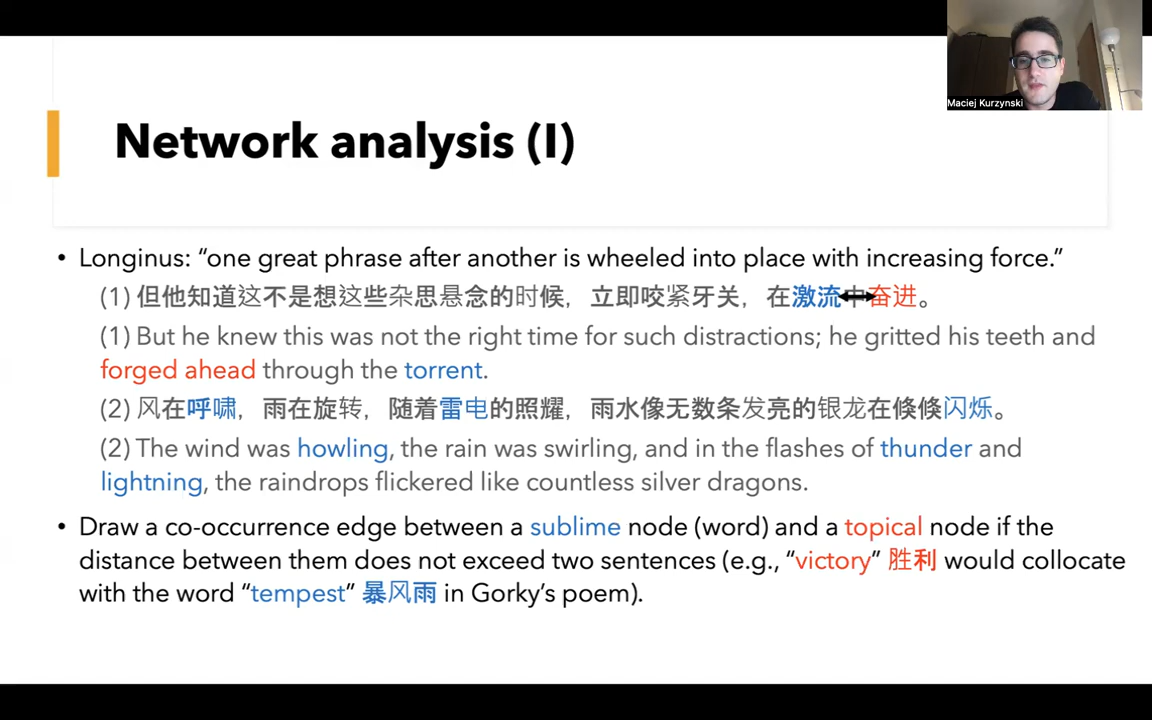 Maciej Kurzynski
Network analysis (I)
• Longinus: “one great phrase after another is wheeled into place with increasing force.”
(1) 但他知道这不是想这些杂思悬念的时候，立即咬紧牙关，在激流中奋进。
(1) But he knew this was not the right time for such distractions; he gritted his teeth and
forged ahead through the torrent.
(2) 风在呼啸，雨在旋转，随着雷电的照耀，雨水像无数条发亮的银龙在倏倏闪烁。
(2) The wind was howling, the rain was swirling, and in the flashes of thunder and
lightning, the raindrops flickered like countless silver dragons.
• Draw a co-occurrence edge between a sublime node (word) and a topical node if the
distance between them does not exceed two sentences (e.g., “victory” 胜利 would collocate
with the word “tempest” 暴风雨 in Gorky’s poem).